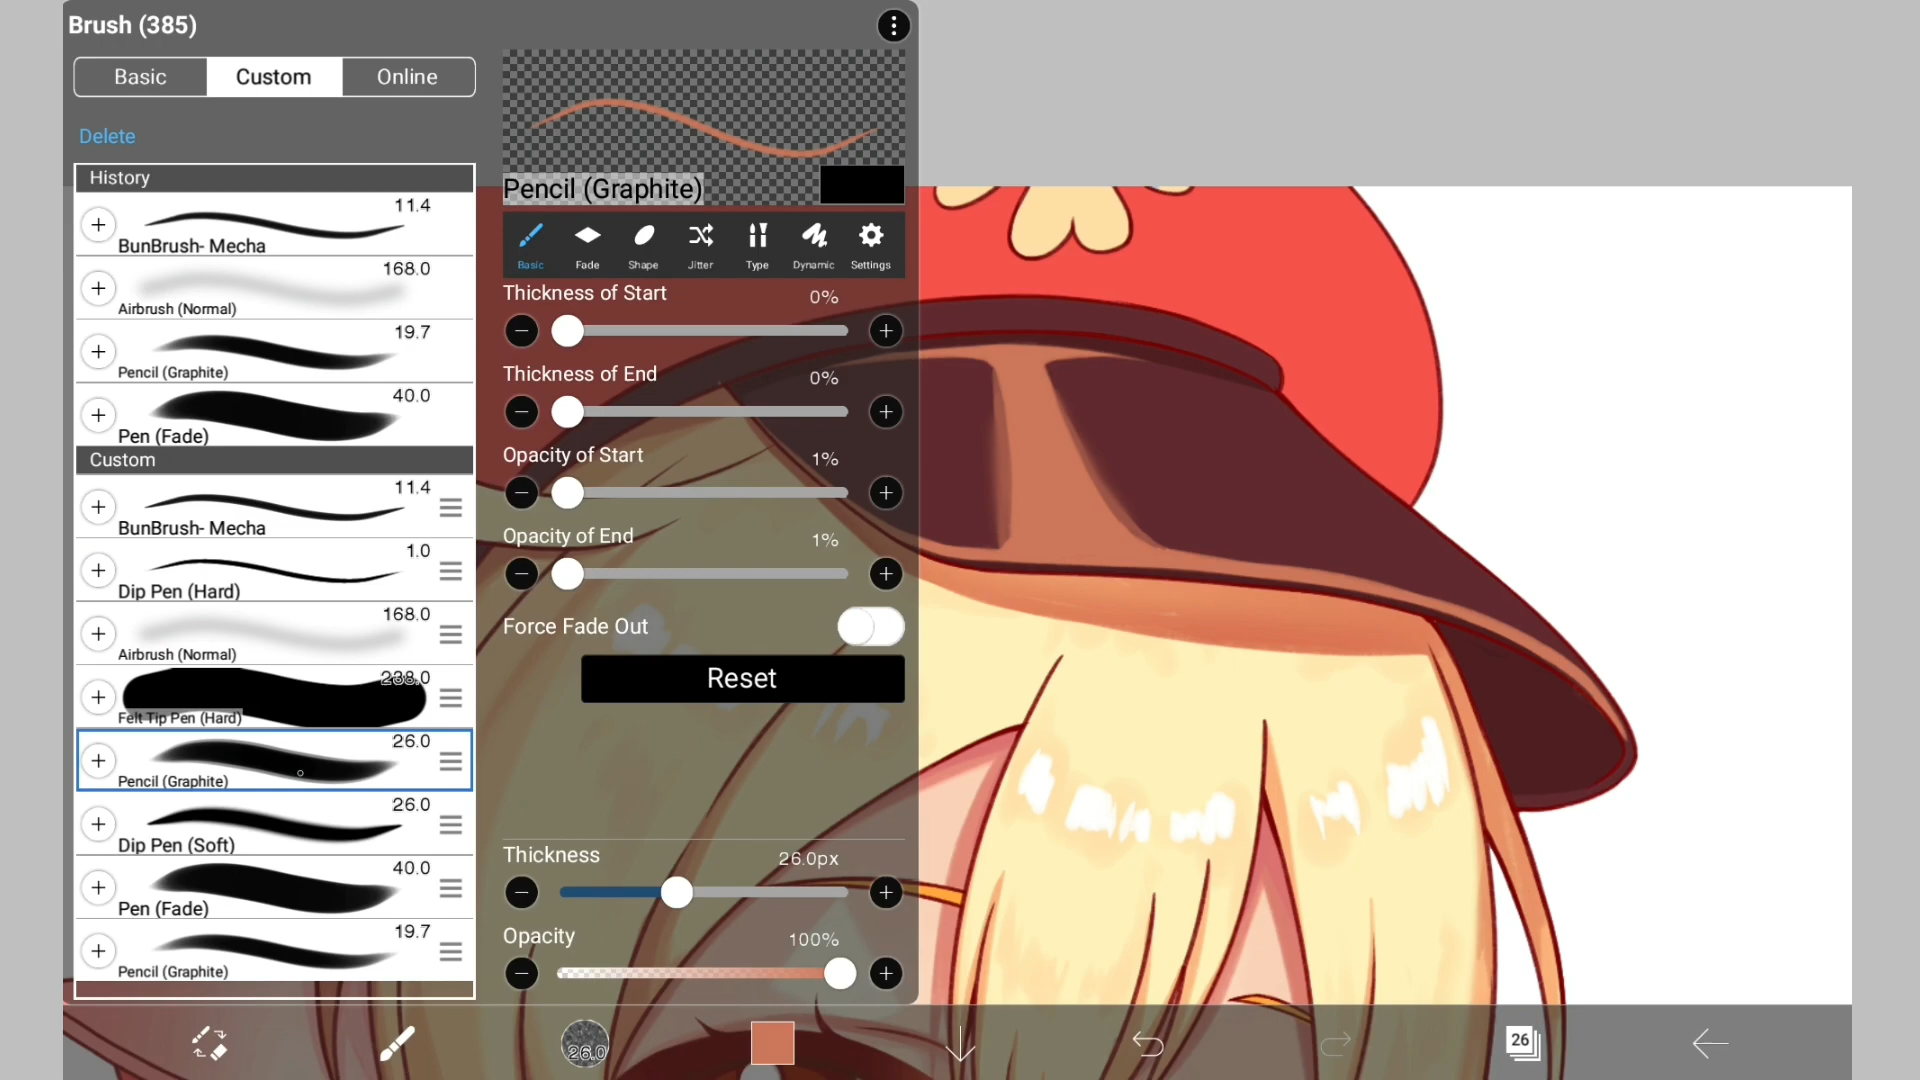 Brush (385)
Basic
Custom
Online
Delete
History
11.4
BunBrush- Mecha
168.0
Airbrush (Normal)
19.7
Pencil (Graphite)
40.0
Pen (Fade)
Custom
11.4
BunBrush- Mecha
1.0
Dip Pen (Hard)
168.0
Airbrush (Normal)
238.0
Felt Tip Pen (Hard)
26.0
Pencil (Graphite)
26.0
Dip Pen (Soft)
40.0
Pen (Fade)
19.7
Pencil (Graphite)
Pencil (Graphite)
Basic
Fade
Shape
Jitter
Type
Dynamic
Settings
Thickness of Start 0%
Thickness of End 0%
Opacity of Start 1%
Opacity of End 1%
Force Fade Out
Reset
Thickness 26.0px
Opacity 100%
26.0
26